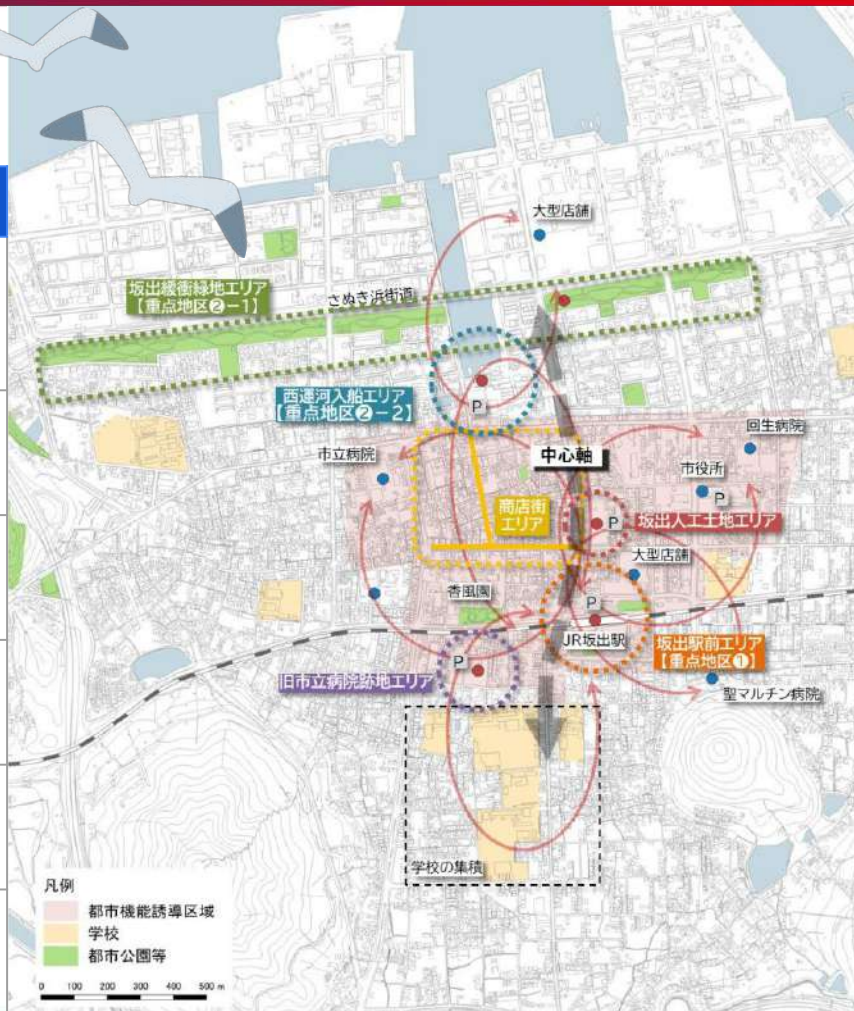 大型店舗
坂出緩衝緑地エリア
【重点地区❷－1】
さぬき浜街道
西運河入船エリア
【重点地区❷－2】
P
回生病院
市立病院
中心軸
市役所
P
商店街
エリア
P
坂出人工土地エリア
大型店舗
香風園
P
JR坂出駅
坂出駅前エリア
【重点地区❶】
P
旧市立病院跡地エリア
聖マルチン病院
学校の集積
凡例
都市機能誘導区域
学校
都市公園等
0 100 200 300 400 500 m